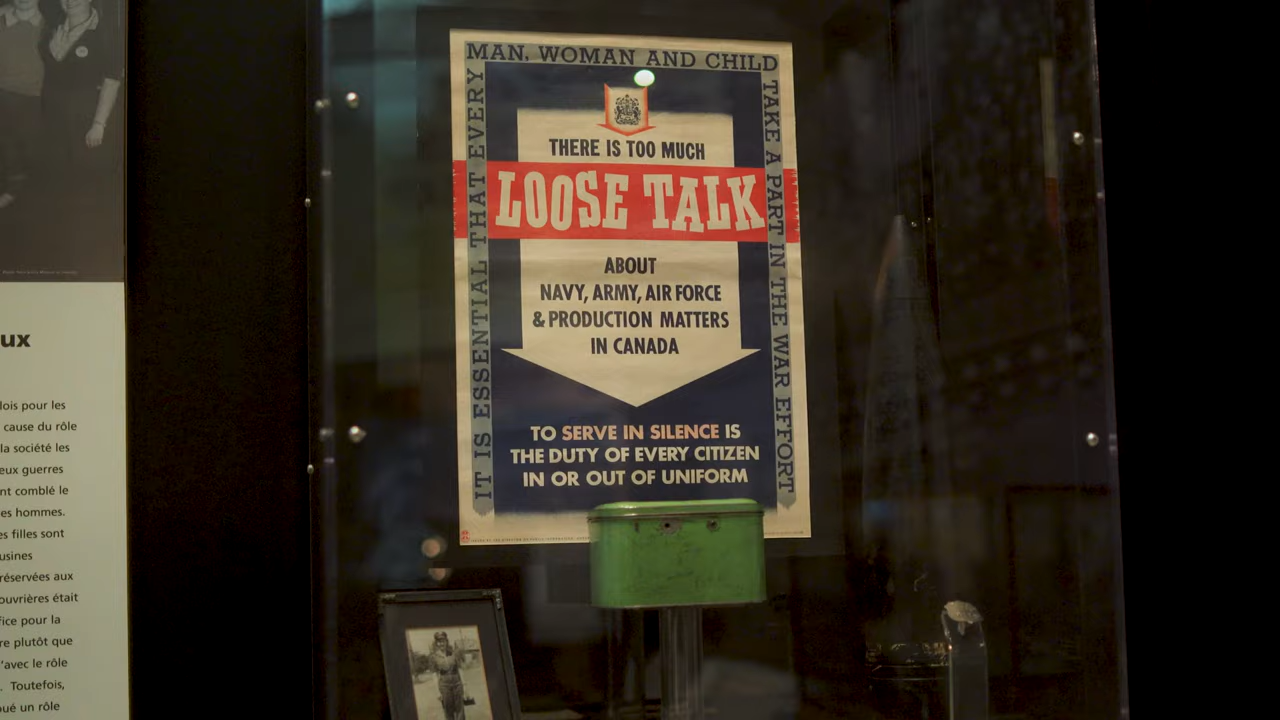 IT IS ESSENTIAL THAT EVERY
MAN, WOMAN AND CHILD
TAKE A PART IN THE WAR EFFORT
THERE IS TOO MUCH
LOOSE TALK
ABOUT
NAVY, ARMY, AIR FORCE
& PRODUCTION MATTERS
IN CANADA
TO SERVE IN SILENCE IS
THE DUTY OF EVERY CITIZEN
IN OR OUT OF UNIFORM
ux
lois pour les
cause du rôle
la société les
eux guerres
nt comblé le
es hommes.
es filles sont
usines
réservées aux
ouvrières était
fice pour la
re plutôt que
'avec le rôle
. Toutefois,
oué un rôle